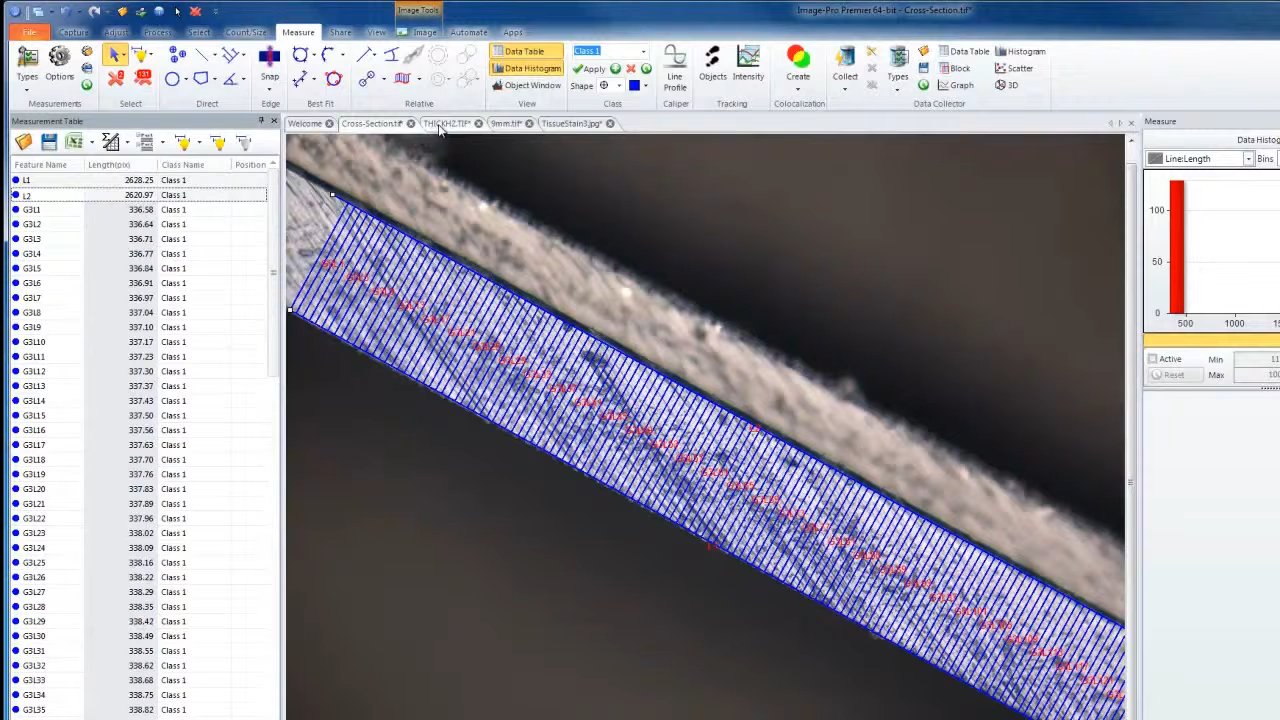 Image Tools
Image-Pro Premier 64-bit - Cross-Section.tif*
File Capture Adjust Process Select Count/Size Measure Share View Image Automate Apps
Types Options Snap Data Table Class 1 Line Profile Objects Intensity Create Collect Types Data Table Histogram
Data Histogram Apply Block Scatter
Object Window Shape Graph 3D
Measurements Select Direct Edge Best Fit Relative View Class Caliper Tracking Colocalization Data Collector
Measurement Table
Welcome Cross-Section.tif* THICKHZ.TIF* 9mm.tif* TissueStain3.jpg*
Measure
Data Histog
Line:Length Bins
100
50
0
500 1000 15
Active Min 11
Reset Max 100
Feature Name Length(pix) Class Name Position
L1 2628.25 Class 1
L2 2620.97 Class 1
G3L1 336.58 Class 1
G3L2 336.64 Class 1
G3L3 336.71 Class 1
G3L4 336.77 Class 1
G3L5 336.84 Class 1
G3L6 336.91 Class 1
G3L7 336.97 Class 1
G3L8 337.04 Class 1
G3L9 337.10 Class 1
G3L10 337.17 Class 1
G3L11 337.23 Class 1
G3L12 337.30 Class 1
G3L13 337.37 Class 1
G3L14 337.43 Class 1
G3L15 337.50 Class 1
G3L16 337.56 Class 1
G3L17 337.63 Class 1
G3L18 337.70 Class 1
G3L19 337.76 Class 1
G3L20 337.83 Class 1
G3L21 337.89 Class 1
G3L22 337.96 Class 1
G3L23 338.02 Class 1
G3L24 338.09 Class 1
G3L25 338.16 Class 1
G3L26 338.22 Class 1
G3L27 338.29 Class 1
G3L28 338.35 Class 1
G3L29 338.42 Class 1
G3L30 338.49 Class 1
G3L31 338.55 Class 1
G3L32 338.62 Class 1
G3L33 338.68 Class 1
G3L34 338.75 Class 1
G3L35 338.82 Class 1